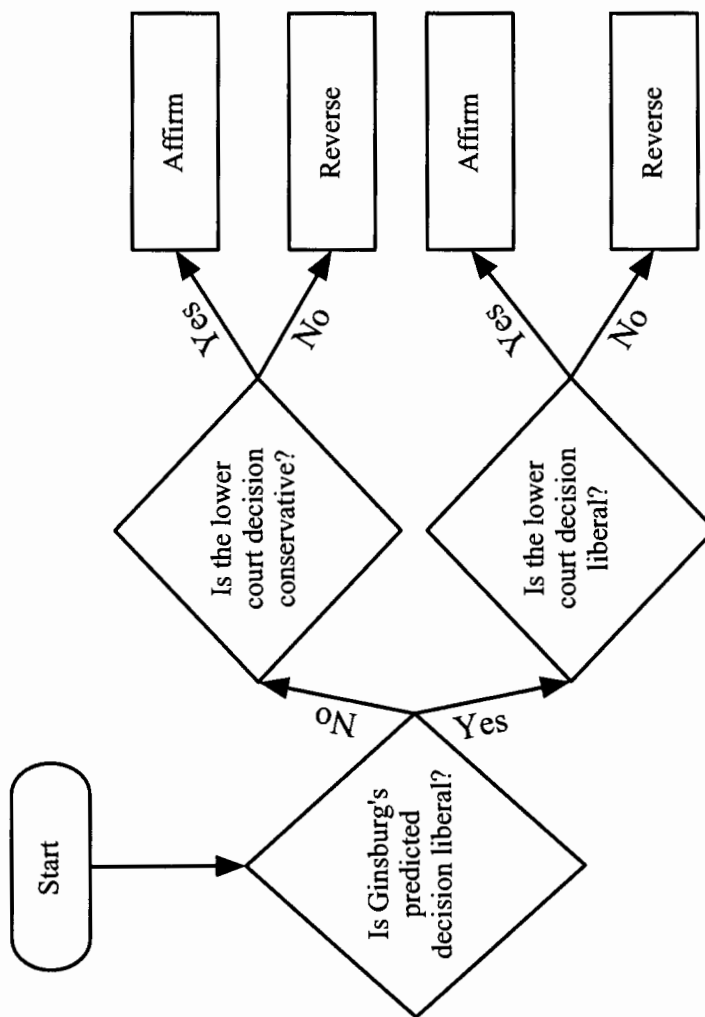 Start
Is Ginsburg's
predicted
decision liberal?
No
Yes
Is the lower
court decision
conservative?
Yes
No
Affirm
Reverse
Is the lower
court decision
liberal?
Yes
No
Affirm
Reverse